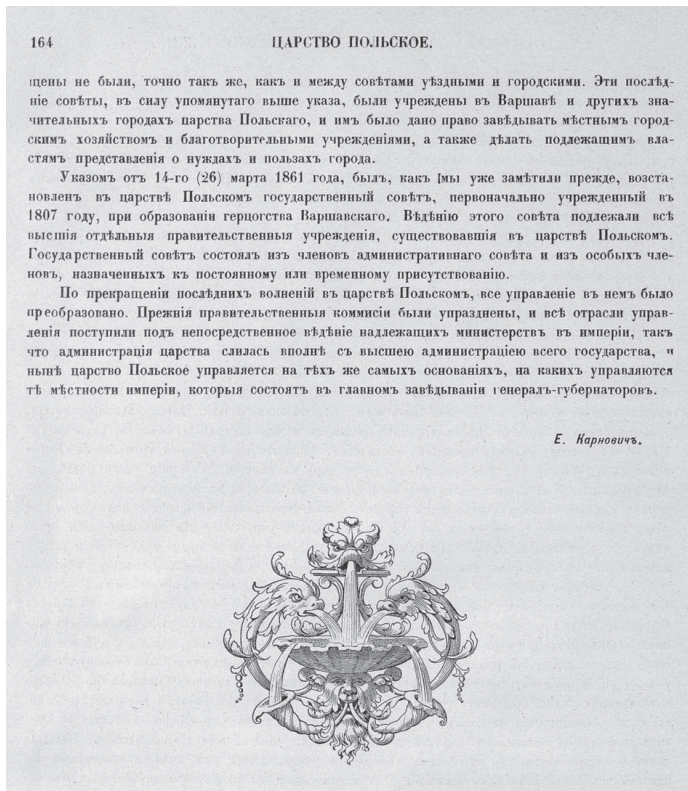 164
ЦАРСТВО ПОЛЬСКОЕ.
щены не были, точно такъ же, какъ и между совѣтами уѣздными и городскими. Эти послѣд-
ніе совѣты, въ силу упомянутаго выше указа, были учреждены въ Варшавѣ и другихъ зна-
чительныхъ городахъ царства Польскаго, и имъ было дано право завѣдывать мѣстнымъ город-
скимъ хозяйствомъ и благотворительными учрежденіями, а также дѣлать подлежащимъ вла-
стямъ представленія о нуждахъ и пользахъ города.
Указомъ отъ 14-го (26) марта 1861 года, былъ, какъ мы уже замѣтили прежде, возста-
новленъ въ царствѣ Польскомъ государственный совѣтъ, первоначально учрежденный въ
1807 году, при образованіи герцогства Варшавскаго. Вѣдѣнію этого совѣта подлежали всѣ
высшія отдѣльныя правительственныя учрежденія, существовавшія въ царствѣ Польскомъ.
Государственный совѣтъ состоялъ изъ членовъ административнаго совѣта и изъ особыхъ чле-
новъ, назначенныхъ къ постоянному или временному присутствованію.
По прекращеніи послѣднихъ волненій въ царствѣ Польскомъ, все управленіе въ немъ было
преобразовано. Прежнія правительственныя коммисіи были упразднены, и всѣ отрасли управ-
ленія поступили подъ непосредственное вѣдѣніе надлежащихъ министерствъ въ имперіи, такъ
что администрація царства слилась вполнѣ съ высшею администраціею всего государства, и
нынѣ царство Польское управляется на тѣхъ же самыхъ основаніяхъ, на какихъ управляются
тѣ мѣстности имперіи, которыя состоятъ въ главномъ завѣдываніи генералъ-губернаторовъ.
Е. Карновичъ.